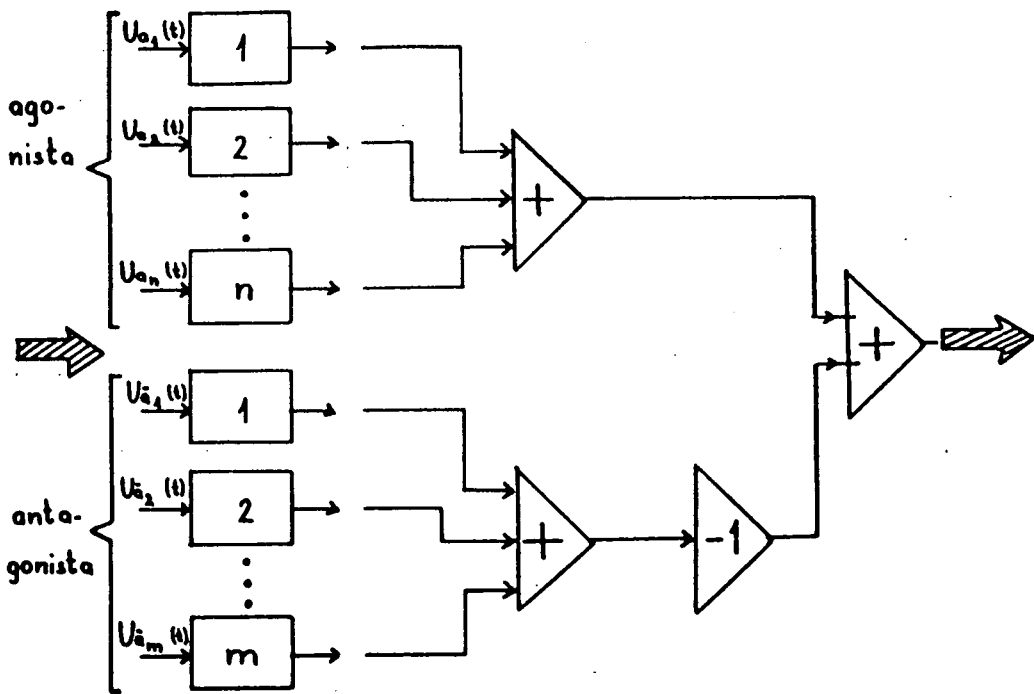 Ua₁(t)
1
ago-
nista
Ua₂(t)
2
+
Uaₙ(t)
n
+
Uā₁(t)
1
Uā₂(t)
2
anta-
gonista
+
-1
Uāₘ(t)
m